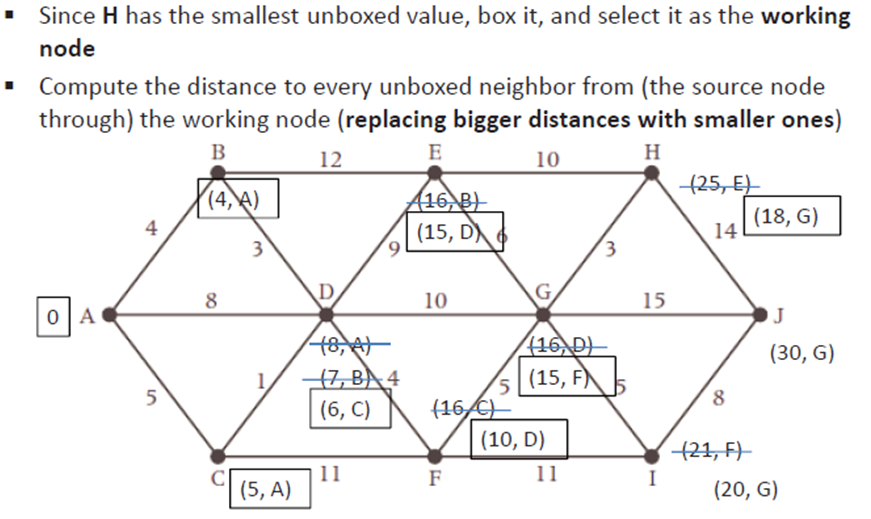 ▪ Since H has the smallest unboxed value, box it, and select it as the working
node
▪ Compute the distance to every unboxed neighbor from (the source node
through) the working node (replacing bigger distances with smaller ones)
B 12 E 10 H
(25, E)
(4, A) (16, B)
(18, G)
4 (15, D) 6 14
3 9 3
D G
8 10 15
0 A J
(8, A) (16, D)
(30, G)
(7, B) 4 (15, F)
1 5 5
5 8
(6, C) (16, C)
(10, D)
(21, F)
C 11 F 11 I
(5, A) (20, G)